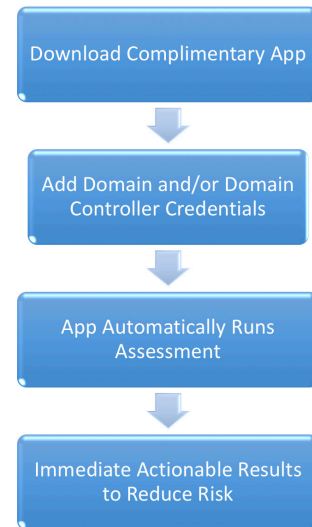 Download Complimentary App
Add Domain and/or Domain
Controller Credentials
App Automatically Runs
Assessment
Immediate Actionable Results
to Reduce Risk